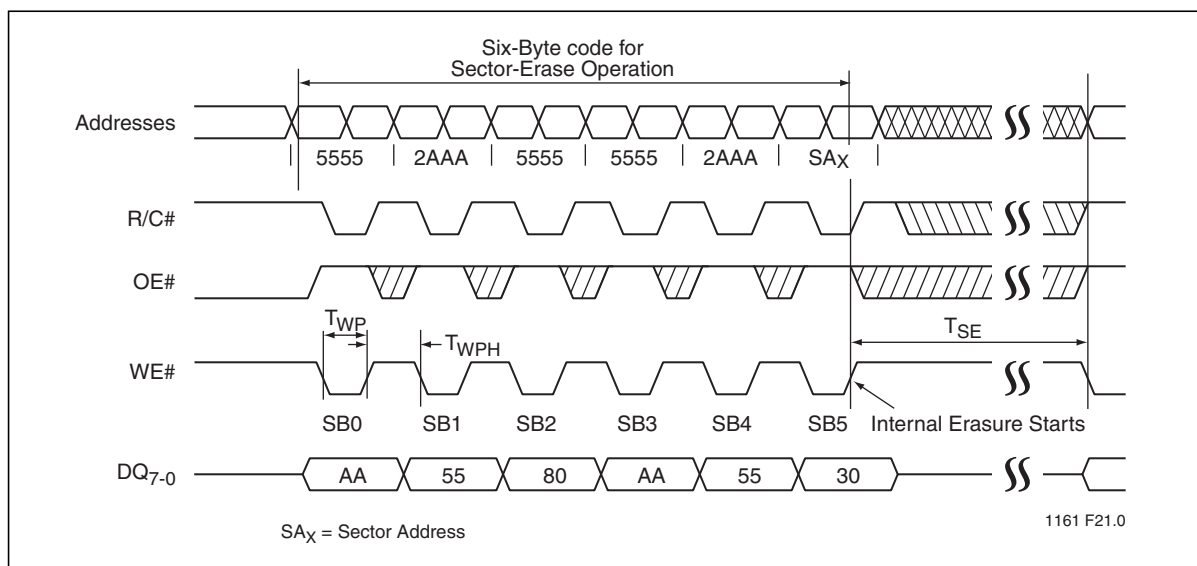 Six-Byte code for
Sector-Erase Operation
Addresses
5555 2AAA 5555 5555 2AAA SAX
R/C#
OE#
TWP
TWPH
TSE
WE#
SB0 SB1 SB2 SB3 SB4 SB5
Internal Erasure Starts
DQ7-0
AA 55 80 AA 55 30
SAX = Sector Address
1161 F21.0